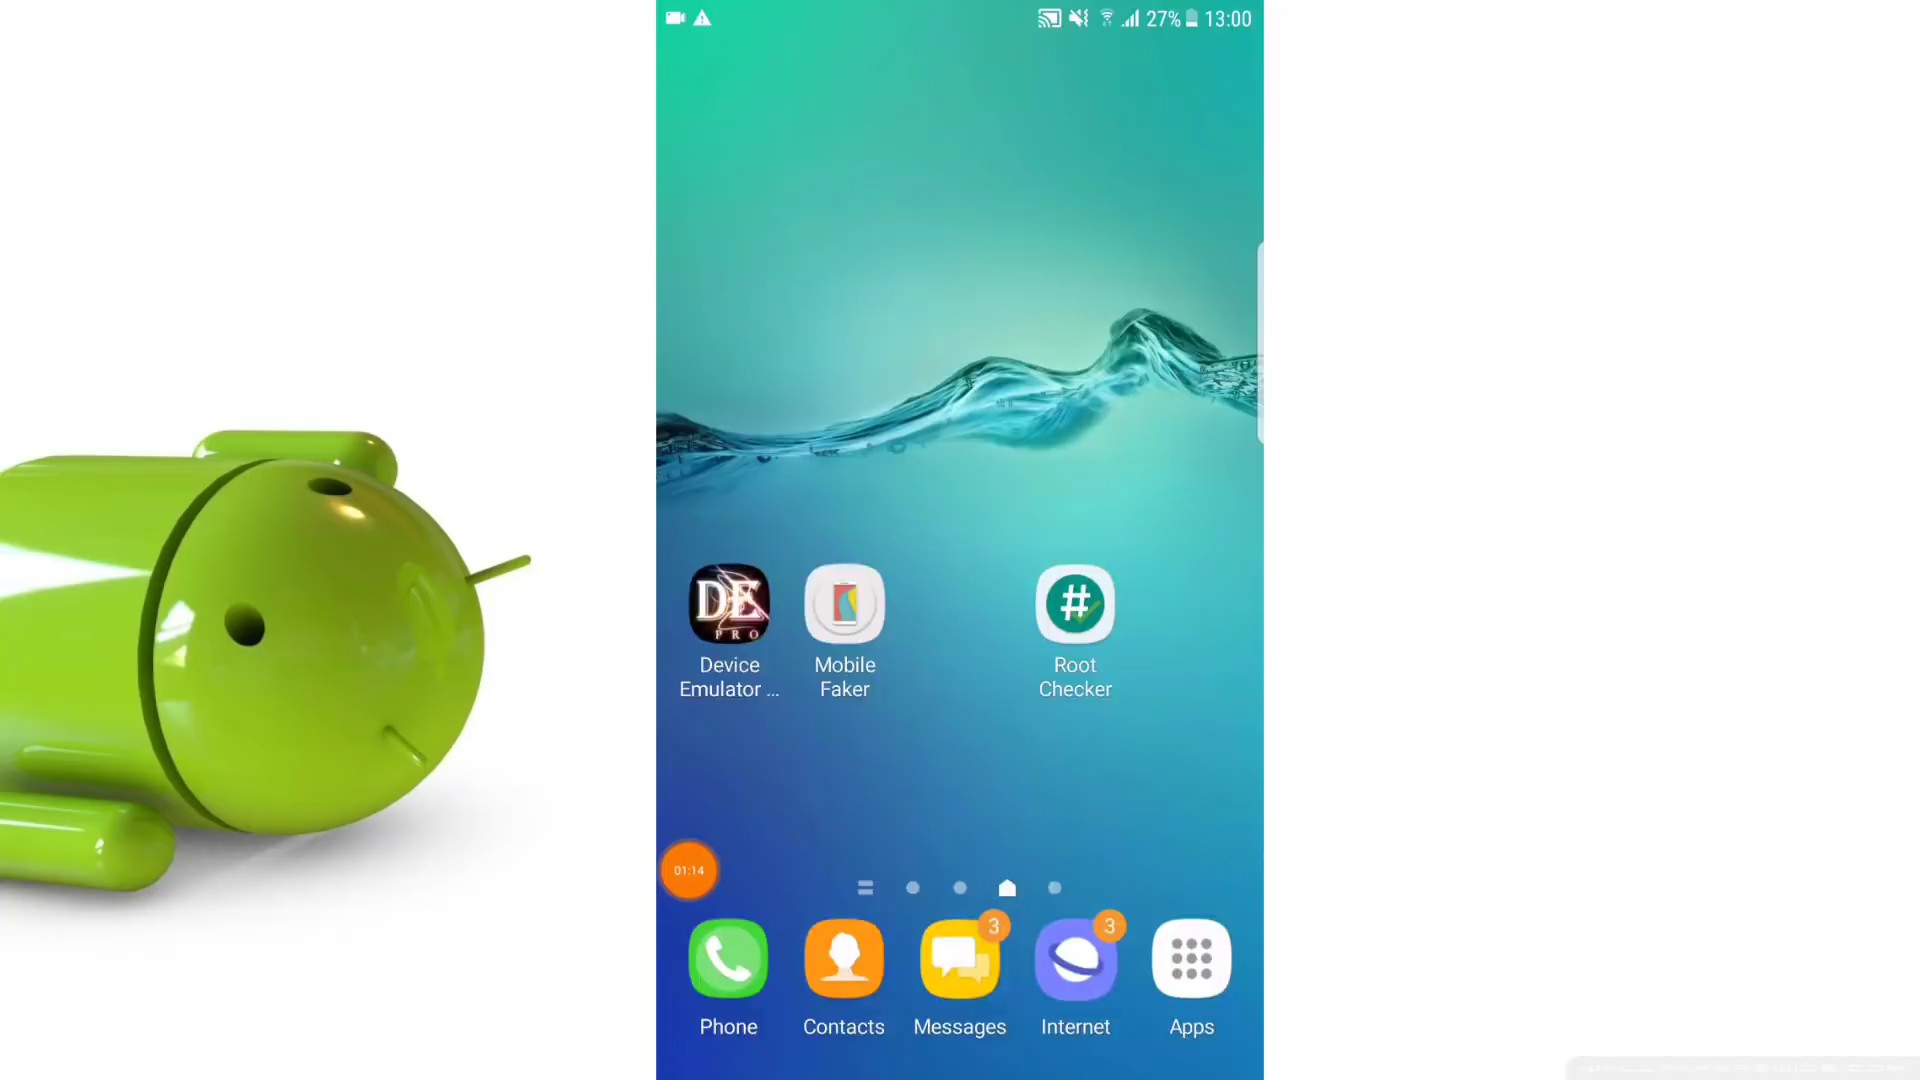 27% 13:00
DE
PRO
Device
Emulator ...
Mobile
Faker
#
Root
Checker
01:14
3
3
Phone
Contacts
Messages
Internet
Apps